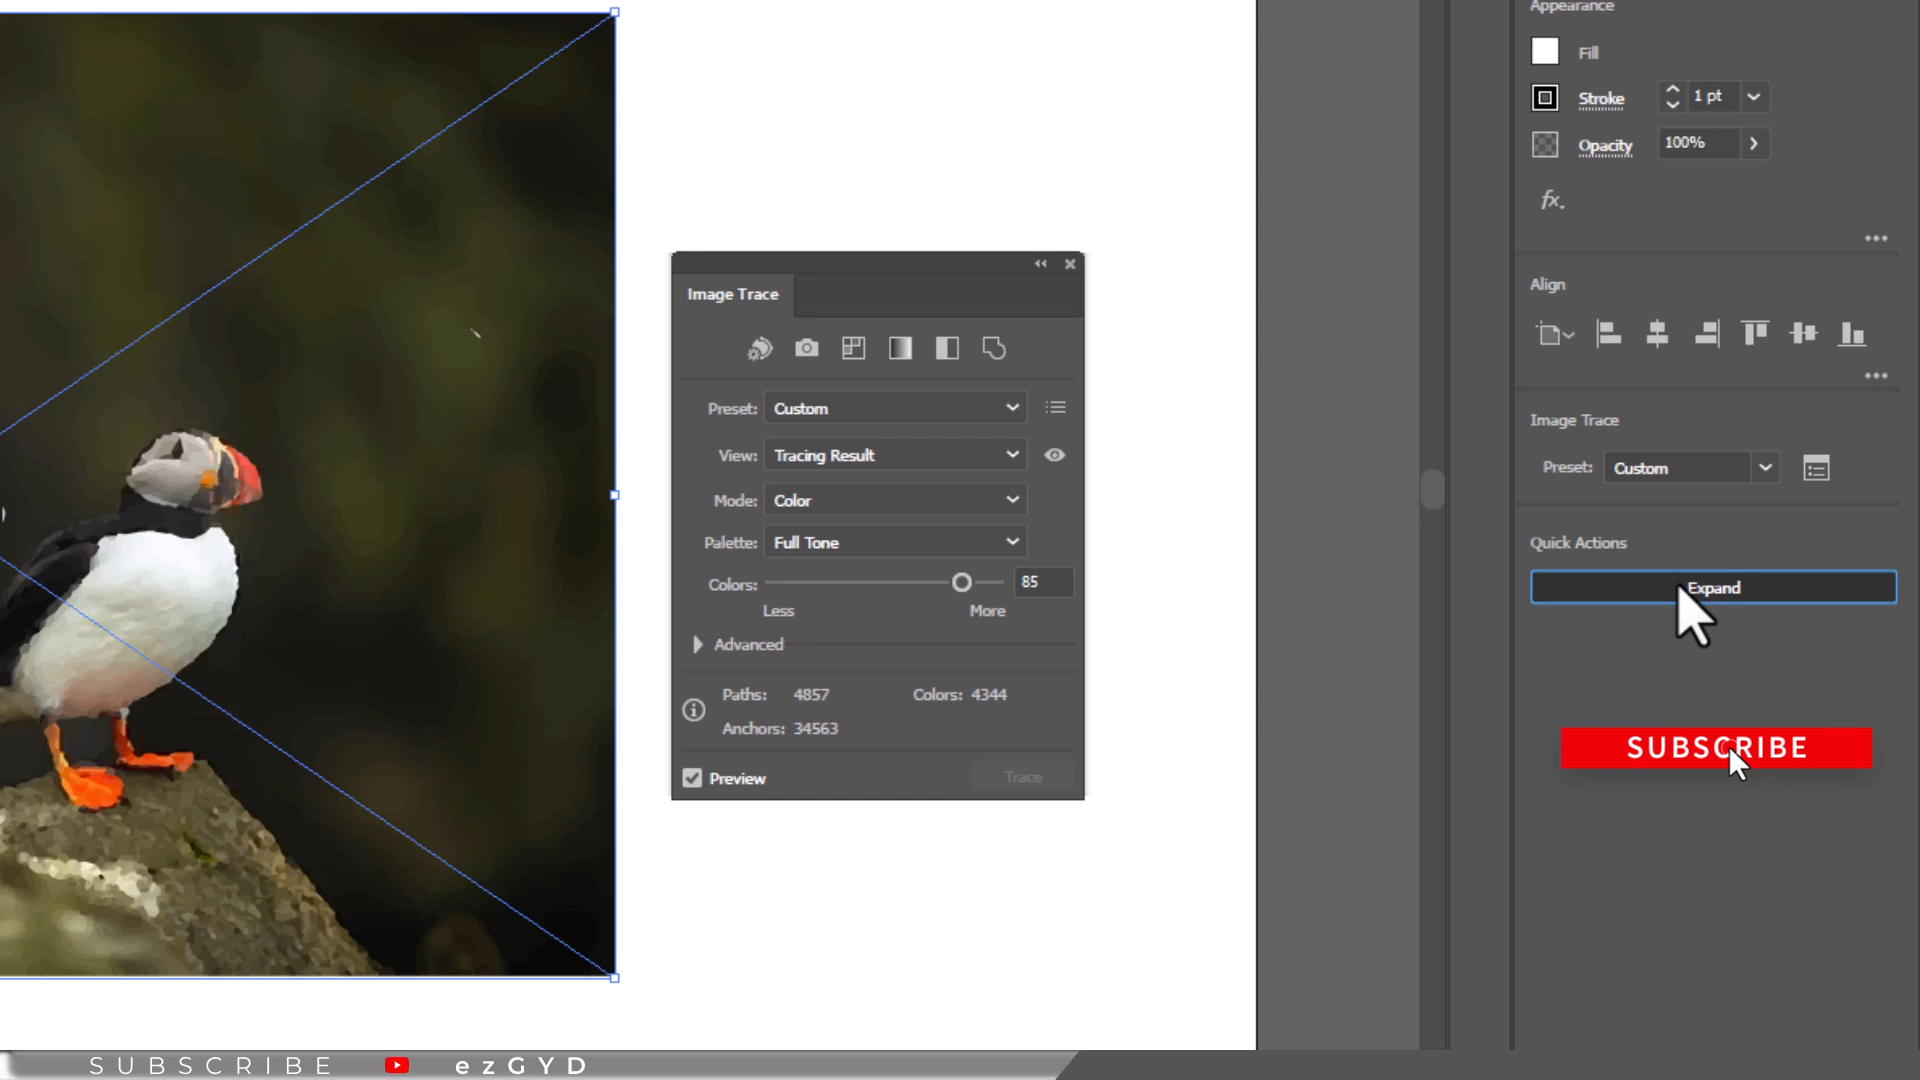 Appearance
Fill
Stroke 1 pt
Opacity 100%
fx.
Align
Image Trace
Preset: Custom
Quick Actions
Expand
SUBSCRIBE
Image Trace
Preset: Custom
View: Tracing Result
Mode: Color
Palette: Full Tone
Colors: 85
Less More
Advanced
Paths: 4857 Colors: 4344
Anchors: 34563
Preview Trace
SUBSCRIBE ezGYD